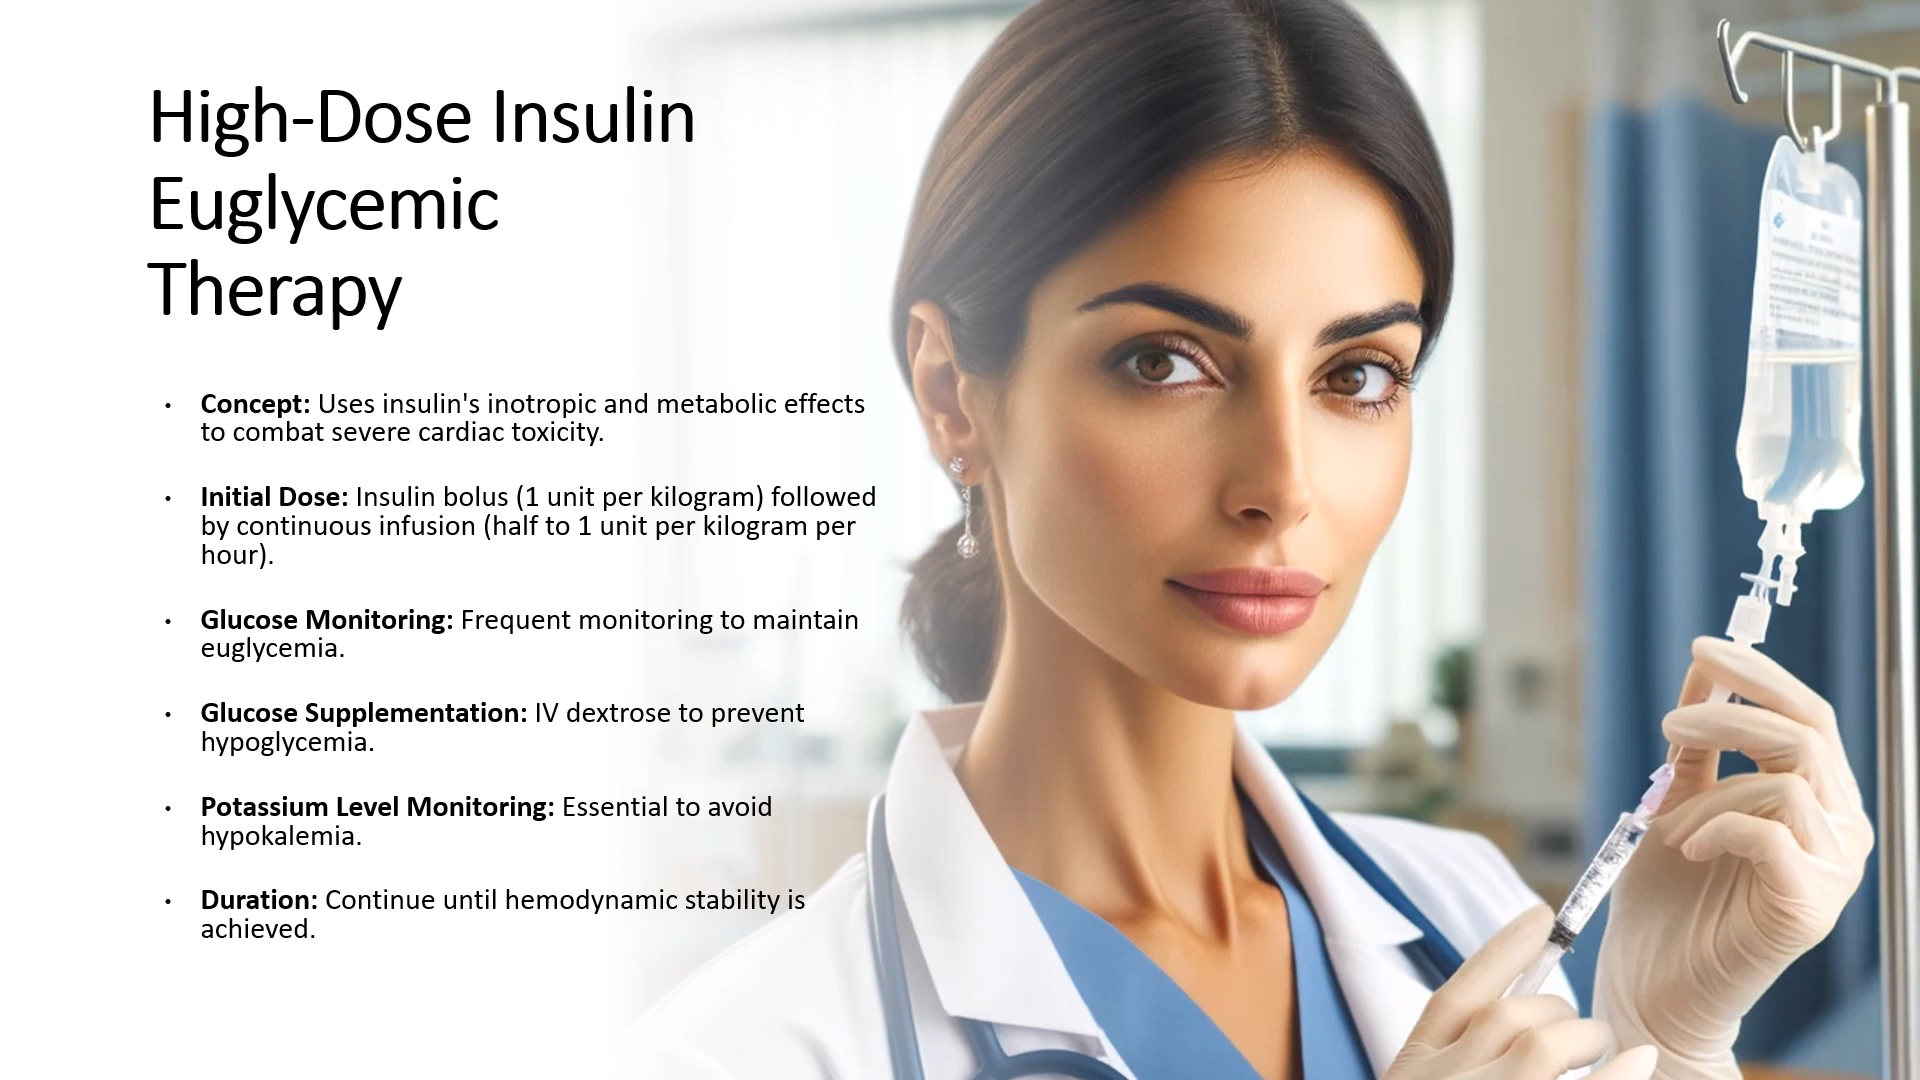 High-Dose Insulin
Euglycemic
Therapy
• Concept: Uses insulin's inotropic and metabolic effects
to combat severe cardiac toxicity.
• Initial Dose: Insulin bolus (1 unit per kilogram) followed
by continuous infusion (half to 1 unit per kilogram per
hour).
• Glucose Monitoring: Frequent monitoring to maintain
euglycemia.
• Glucose Supplementation: IV dextrose to prevent
hypoglycemia.
• Potassium Level Monitoring: Essential to avoid
hypokalemia.
• Duration: Continue until hemodynamic stability is
achieved.